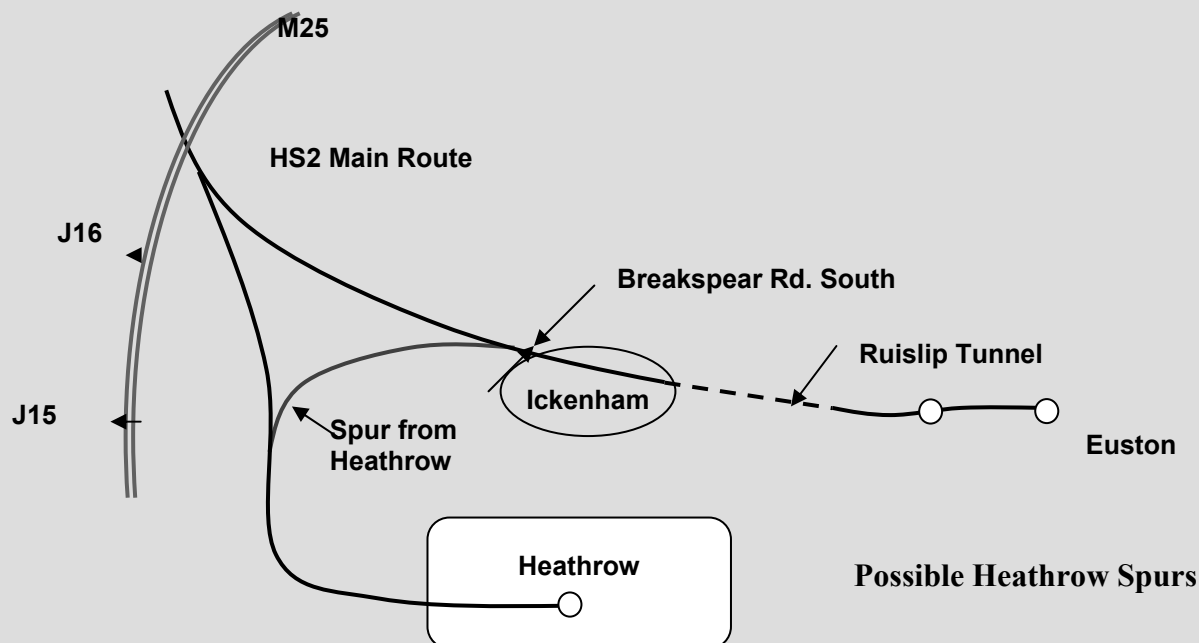 M25
HS2 Main Route
J16
Breakspear Rd. South
Ruislip Tunnel
Ickenham
J15
Spur from
Heathrow
Euston
Heathrow
Possible Heathrow Spurs